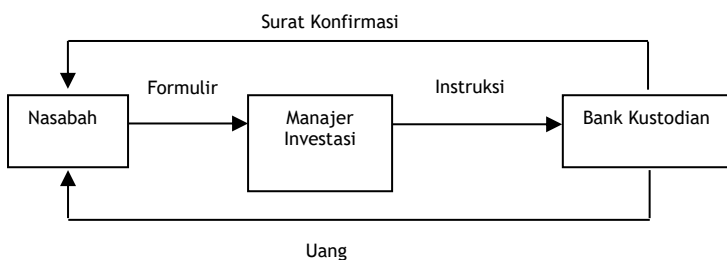 Surat Konfirmasi
Formulir
Instruksi
Nasabah
Manajer
Investasi
Bank Kustodian
Uang